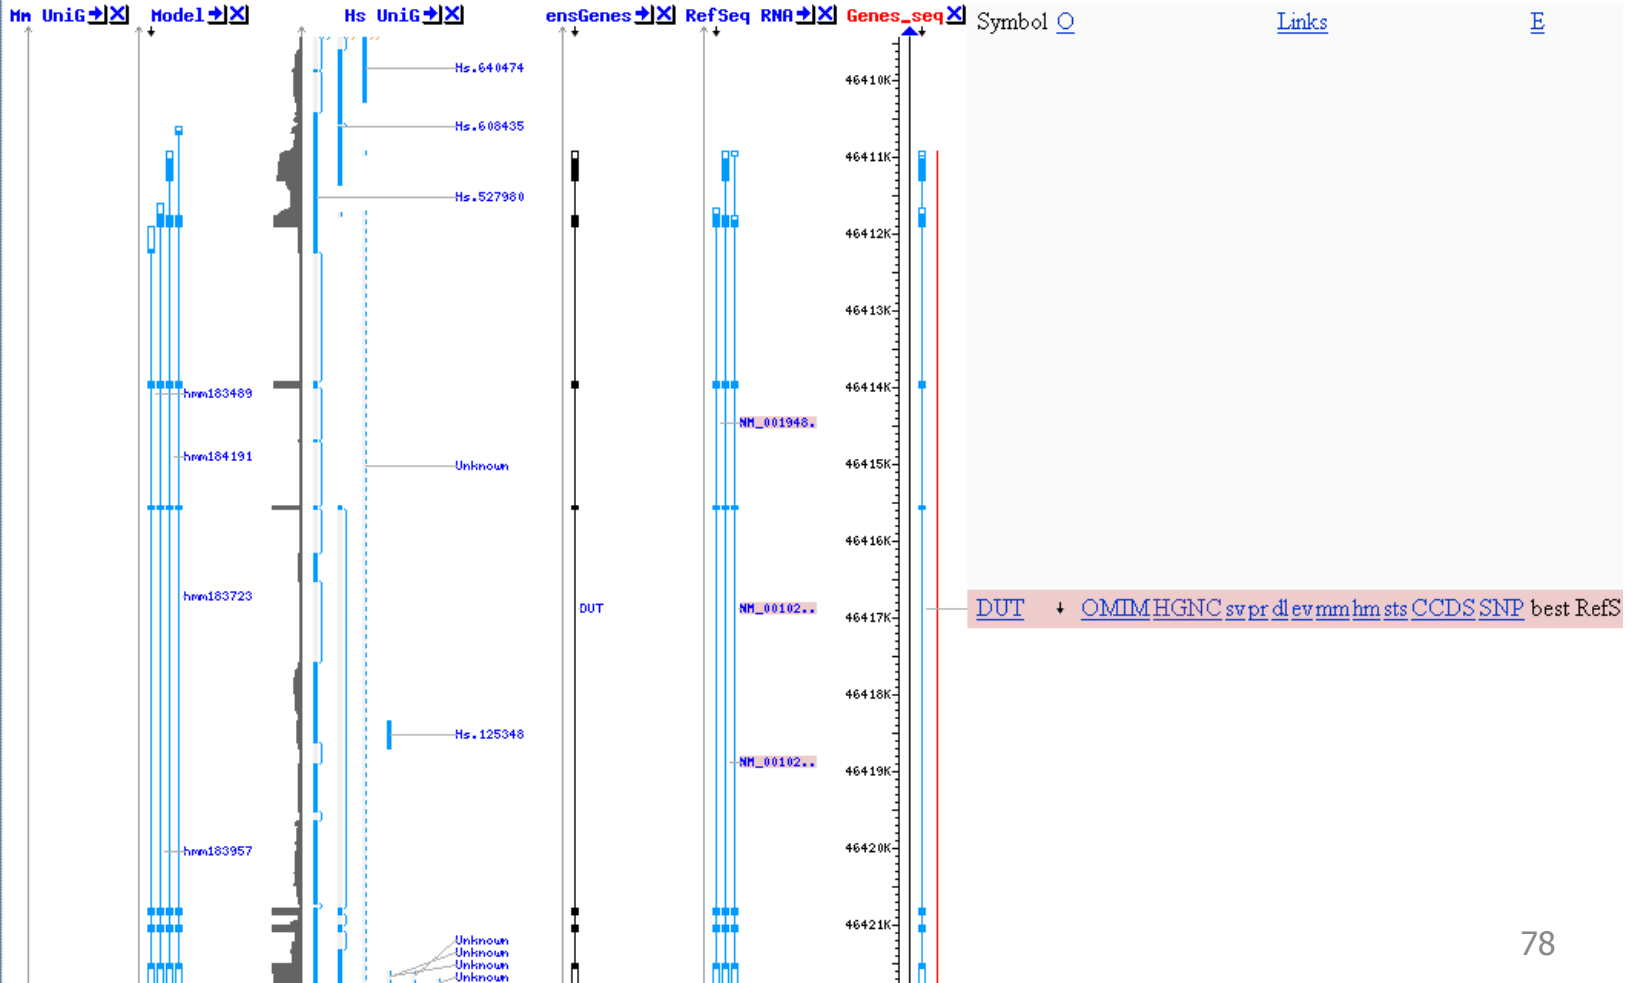 Mm UniG Model Hs UniG ensGenes RefSeq RNA Genes_seq Symbol O Links E
Hs.640474
46410K
Hs.608435
46411K
Hs.527980
46412K
46413K
46414K
hmm183489
NM_001948.
hmm184191
Unknown
46415K
46416K
hmm183723
DUT
NM_00102..
DUT OMIM HGNC sv pr dl ev mm hm sts CCDS SNP best RefS
46417K
46418K
Hs.125348
NM_00102..
46419K
46420K
hmm183957
46421K
Unknown
Unknown
Unknown
Unknown
78